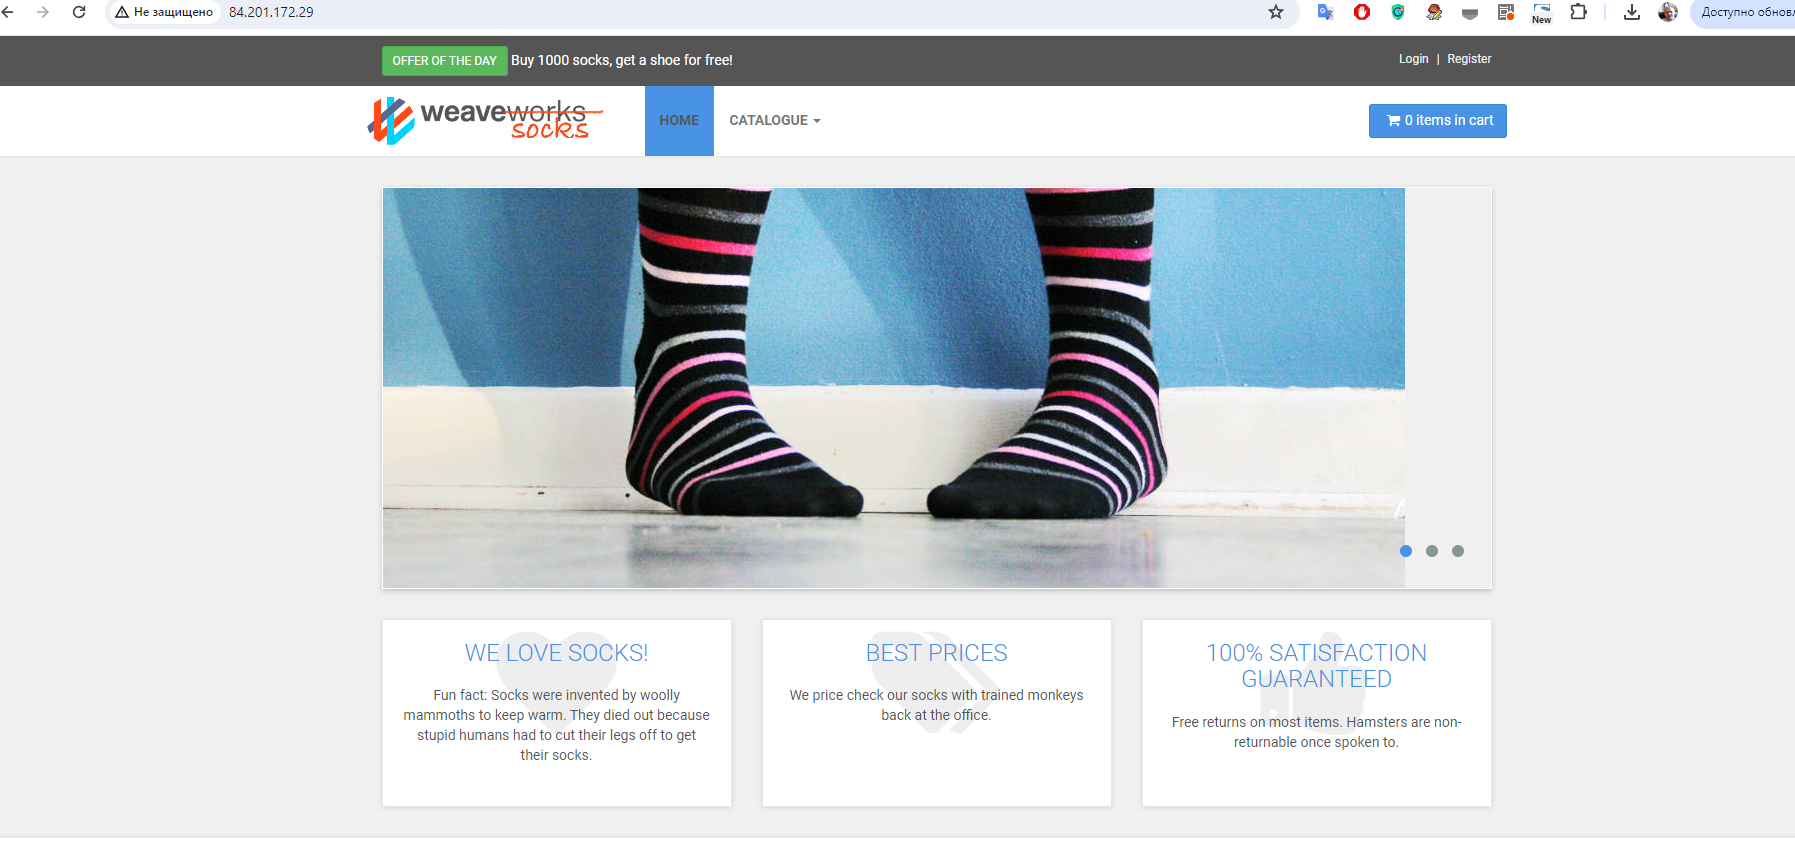 Не защищено 84.201.172.29
New
Доступно обнов
OFFER OF THE DAY Buy 1000 socks, get a shoe for free!
Login | Register
weaveworks
socks
HOME CATALOGUE
0 items in cart
WE LOVE SOCKS!
Fun fact: Socks were invented by woolly
mammoths to keep warm. They died out because
stupid humans had to cut their legs off to get
their socks.
BEST PRICES
We price check our socks with trained monkeys
back at the office.
100% SATISFACTION
GUARANTEED
Free returns on most items. Hamsters are non-
returnable once spoken to.